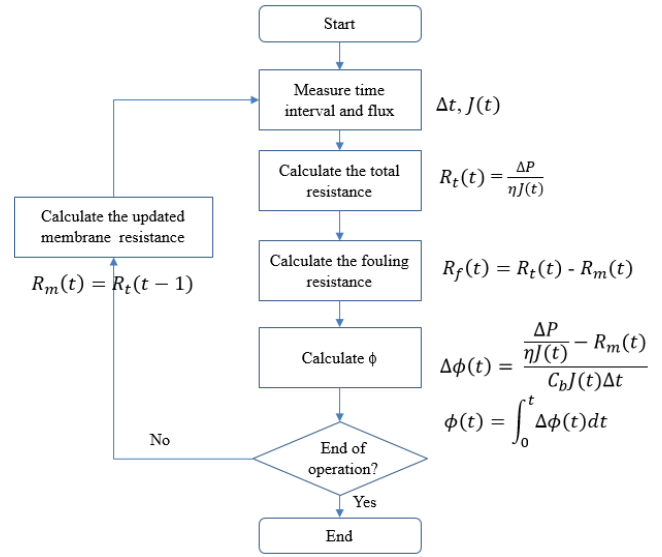 Start
Measure time
interval and flux
Δt, J(t)
Calculate the total
resistance
R_t(t) = ΔP / ηJ(t)
Calculate the updated
membrane resistance
R_m(t) = R_t(t − 1)
Calculate the fouling
resistance
R_f(t) = R_t(t) - R_m(t)
Calculate ϕ
Δϕ(t) = (ΔP / ηJ(t) − R_m(t)) / C_bJ(t)Δt
ϕ(t) = ∫_0^t Δϕ(t)dt
No
End of
operation?
Yes
End